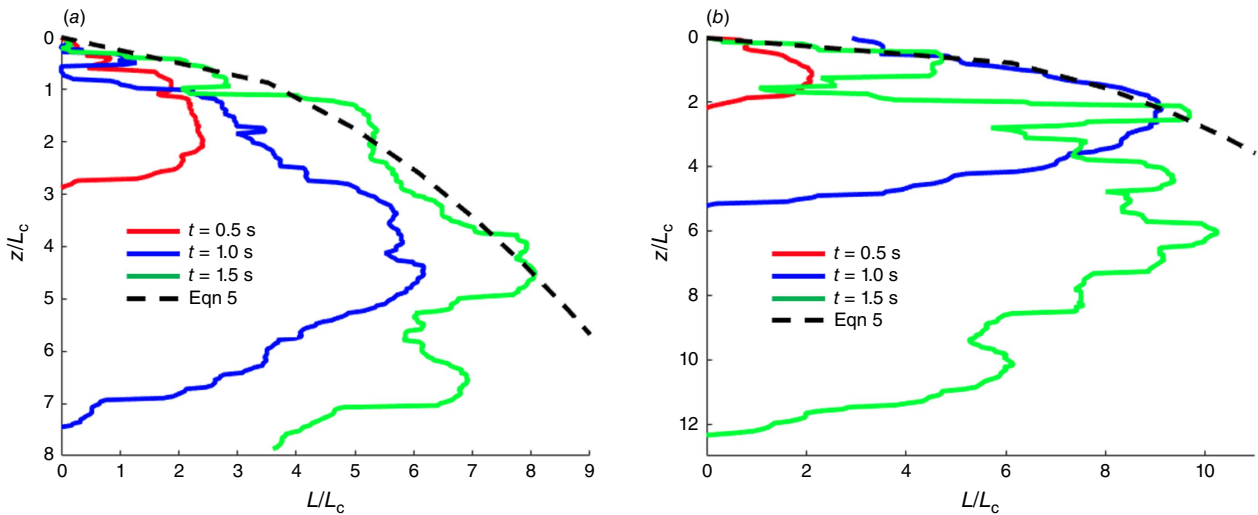 (a)
0
1
2
3
4
5
6
7
8
z/Lc
t = 0.5 s
t = 1.0 s
t = 1.5 s
Eqn 5
0 1 2 3 4 5 6 7 8 9
L/Lc
(b)
0
2
4
6
8
10
12
z/Lc
t = 0.5 s
t = 1.0 s
t = 1.5 s
Eqn 5
0 2 4 6 8 10
L/Lc